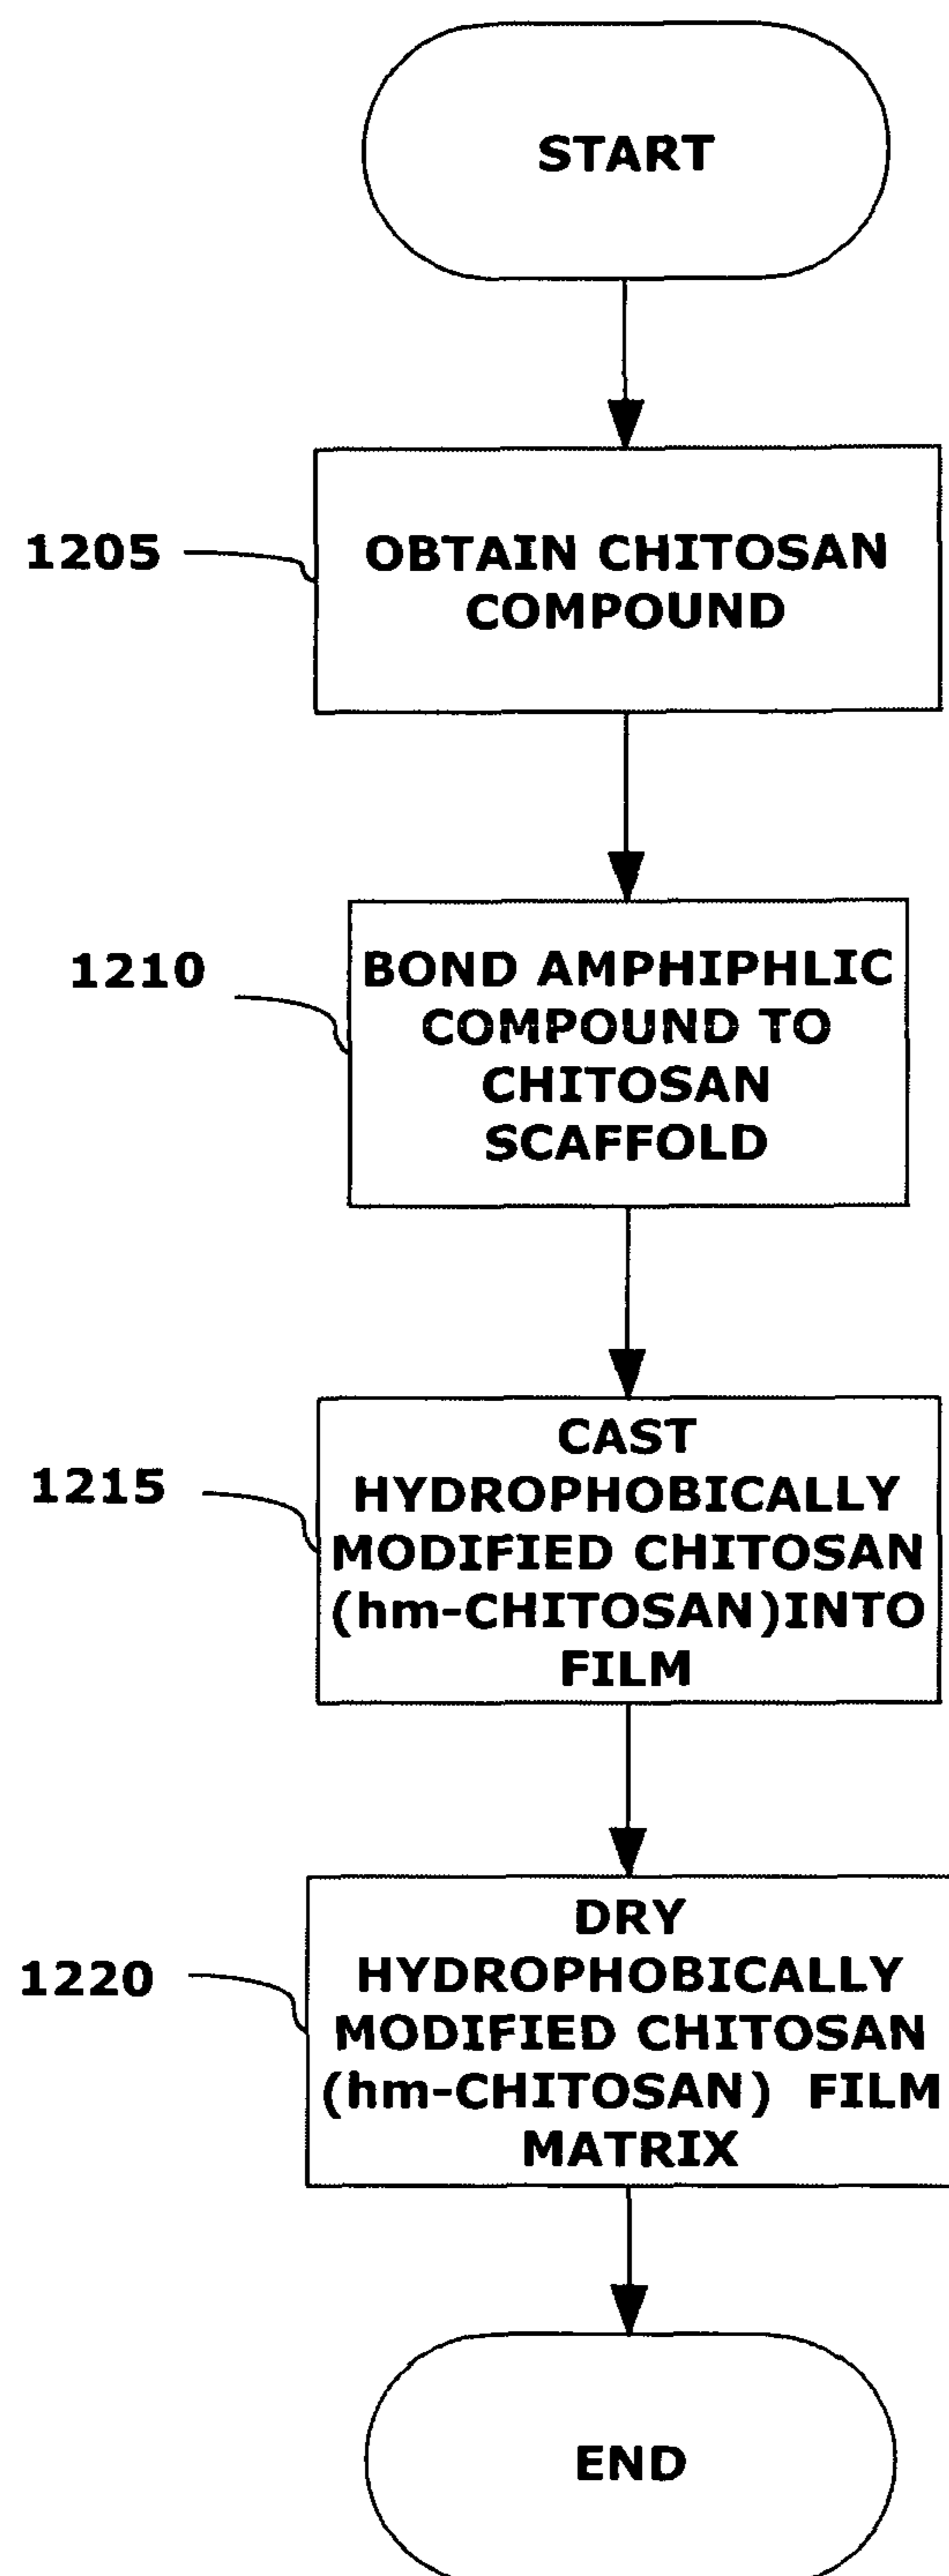 START
1205
OBTAIN CHITOSAN
COMPOUND
1210
BOND AMPHIPHLIC
COMPOUND TO
CHITOSAN
SCAFFOLD
1215
CAST
HYDROPHOBICALLY
MODIFIED CHITOSAN
(hm-CHITOSAN)INTO
FILM
1220
DRY
HYDROPHOBICALLY
MODIFIED CHITOSAN
(hm-CHITOSAN) FILM
MATRIX
END